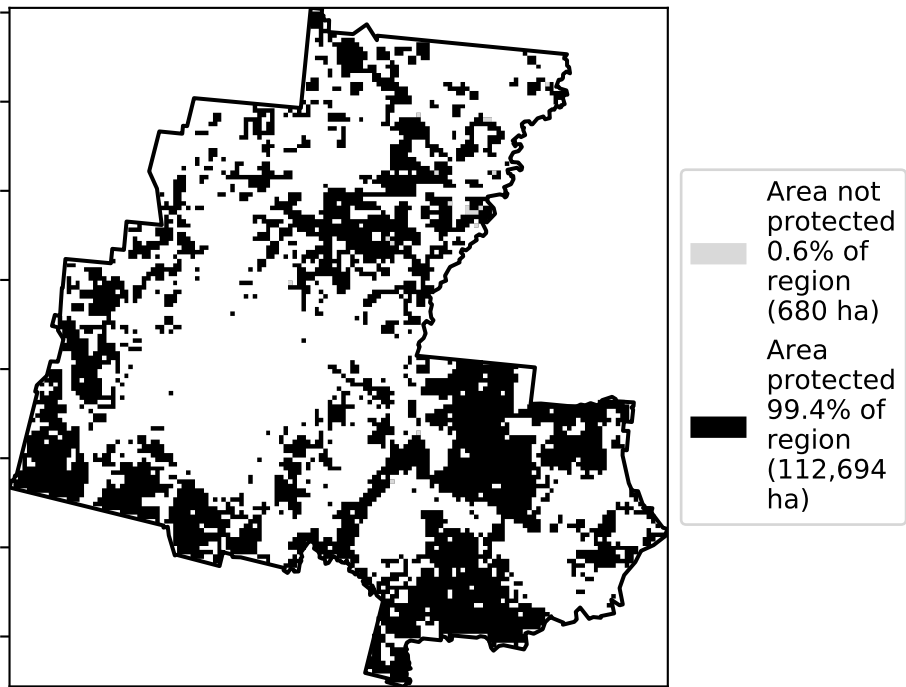 Area not
protected
0.6% of
region
(680 ha)
Area
protected
99.4% of
region
(112,694
ha)